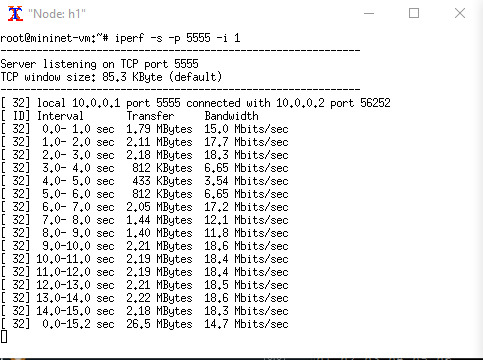 "Node: h1"
root@mininet-vm:~# iperf -s -p 5555 -i 1
------------------------------------------------------------
Server listening on TCP port 5555
TCP window size: 85.3 KByte (default)
------------------------------------------------------------
[ 32] local 10.0.0.1 port 5555 connected with 10.0.0.2 port 56252
[ ID] Interval       Transfer     Bandwidth
[ 32]  0.0- 1.0 sec  1.79 MBytes  15.0 Mbits/sec
[ 32]  1.0- 2.0 sec  2.11 MBytes  17.7 Mbits/sec
[ 32]  2.0- 3.0 sec  2.18 MBytes  18.3 Mbits/sec
[ 32]  3.0- 4.0 sec   812 KBytes  6.65 Mbits/sec
[ 32]  4.0- 5.0 sec   433 KBytes  3.54 Mbits/sec
[ 32]  5.0- 6.0 sec   812 KBytes  6.65 Mbits/sec
[ 32]  6.0- 7.0 sec  2.05 MBytes  17.2 Mbits/sec
[ 32]  7.0- 8.0 sec  1.44 MBytes  12.1 Mbits/sec
[ 32]  8.0- 9.0 sec  1.40 MBytes  11.8 Mbits/sec
[ 32]  9.0-10.0 sec  2.21 MBytes  18.6 Mbits/sec
[ 32] 10.0-11.0 sec  2.19 MBytes  18.4 Mbits/sec
[ 32] 11.0-12.0 sec  2.19 MBytes  18.4 Mbits/sec
[ 32] 12.0-13.0 sec  2.21 MBytes  18.5 Mbits/sec
[ 32] 13.0-14.0 sec  2.22 MBytes  18.6 Mbits/sec
[ 32] 14.0-15.0 sec  2.18 MBytes  18.3 Mbits/sec
[ 32]  0.0-15.2 sec  26.5 MBytes  14.7 Mbits/sec